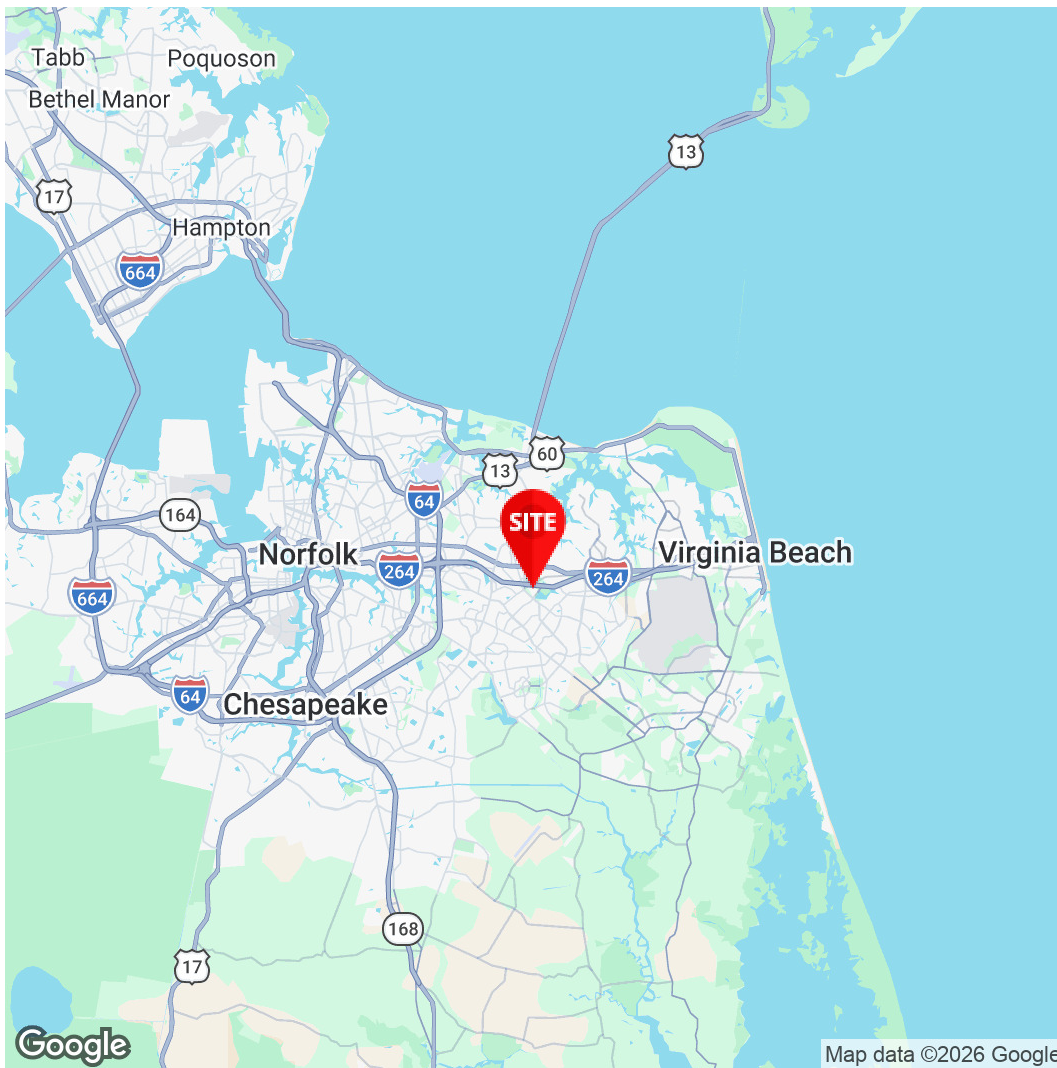 Tabb
Poquoson
Bethel Manor
13
17
Hampton
664
60
13
64
SITE
164
Norfolk
264
Virginia Beach
264
664
64
Chesapeake
168
17
Google
Map data ©2026 Google